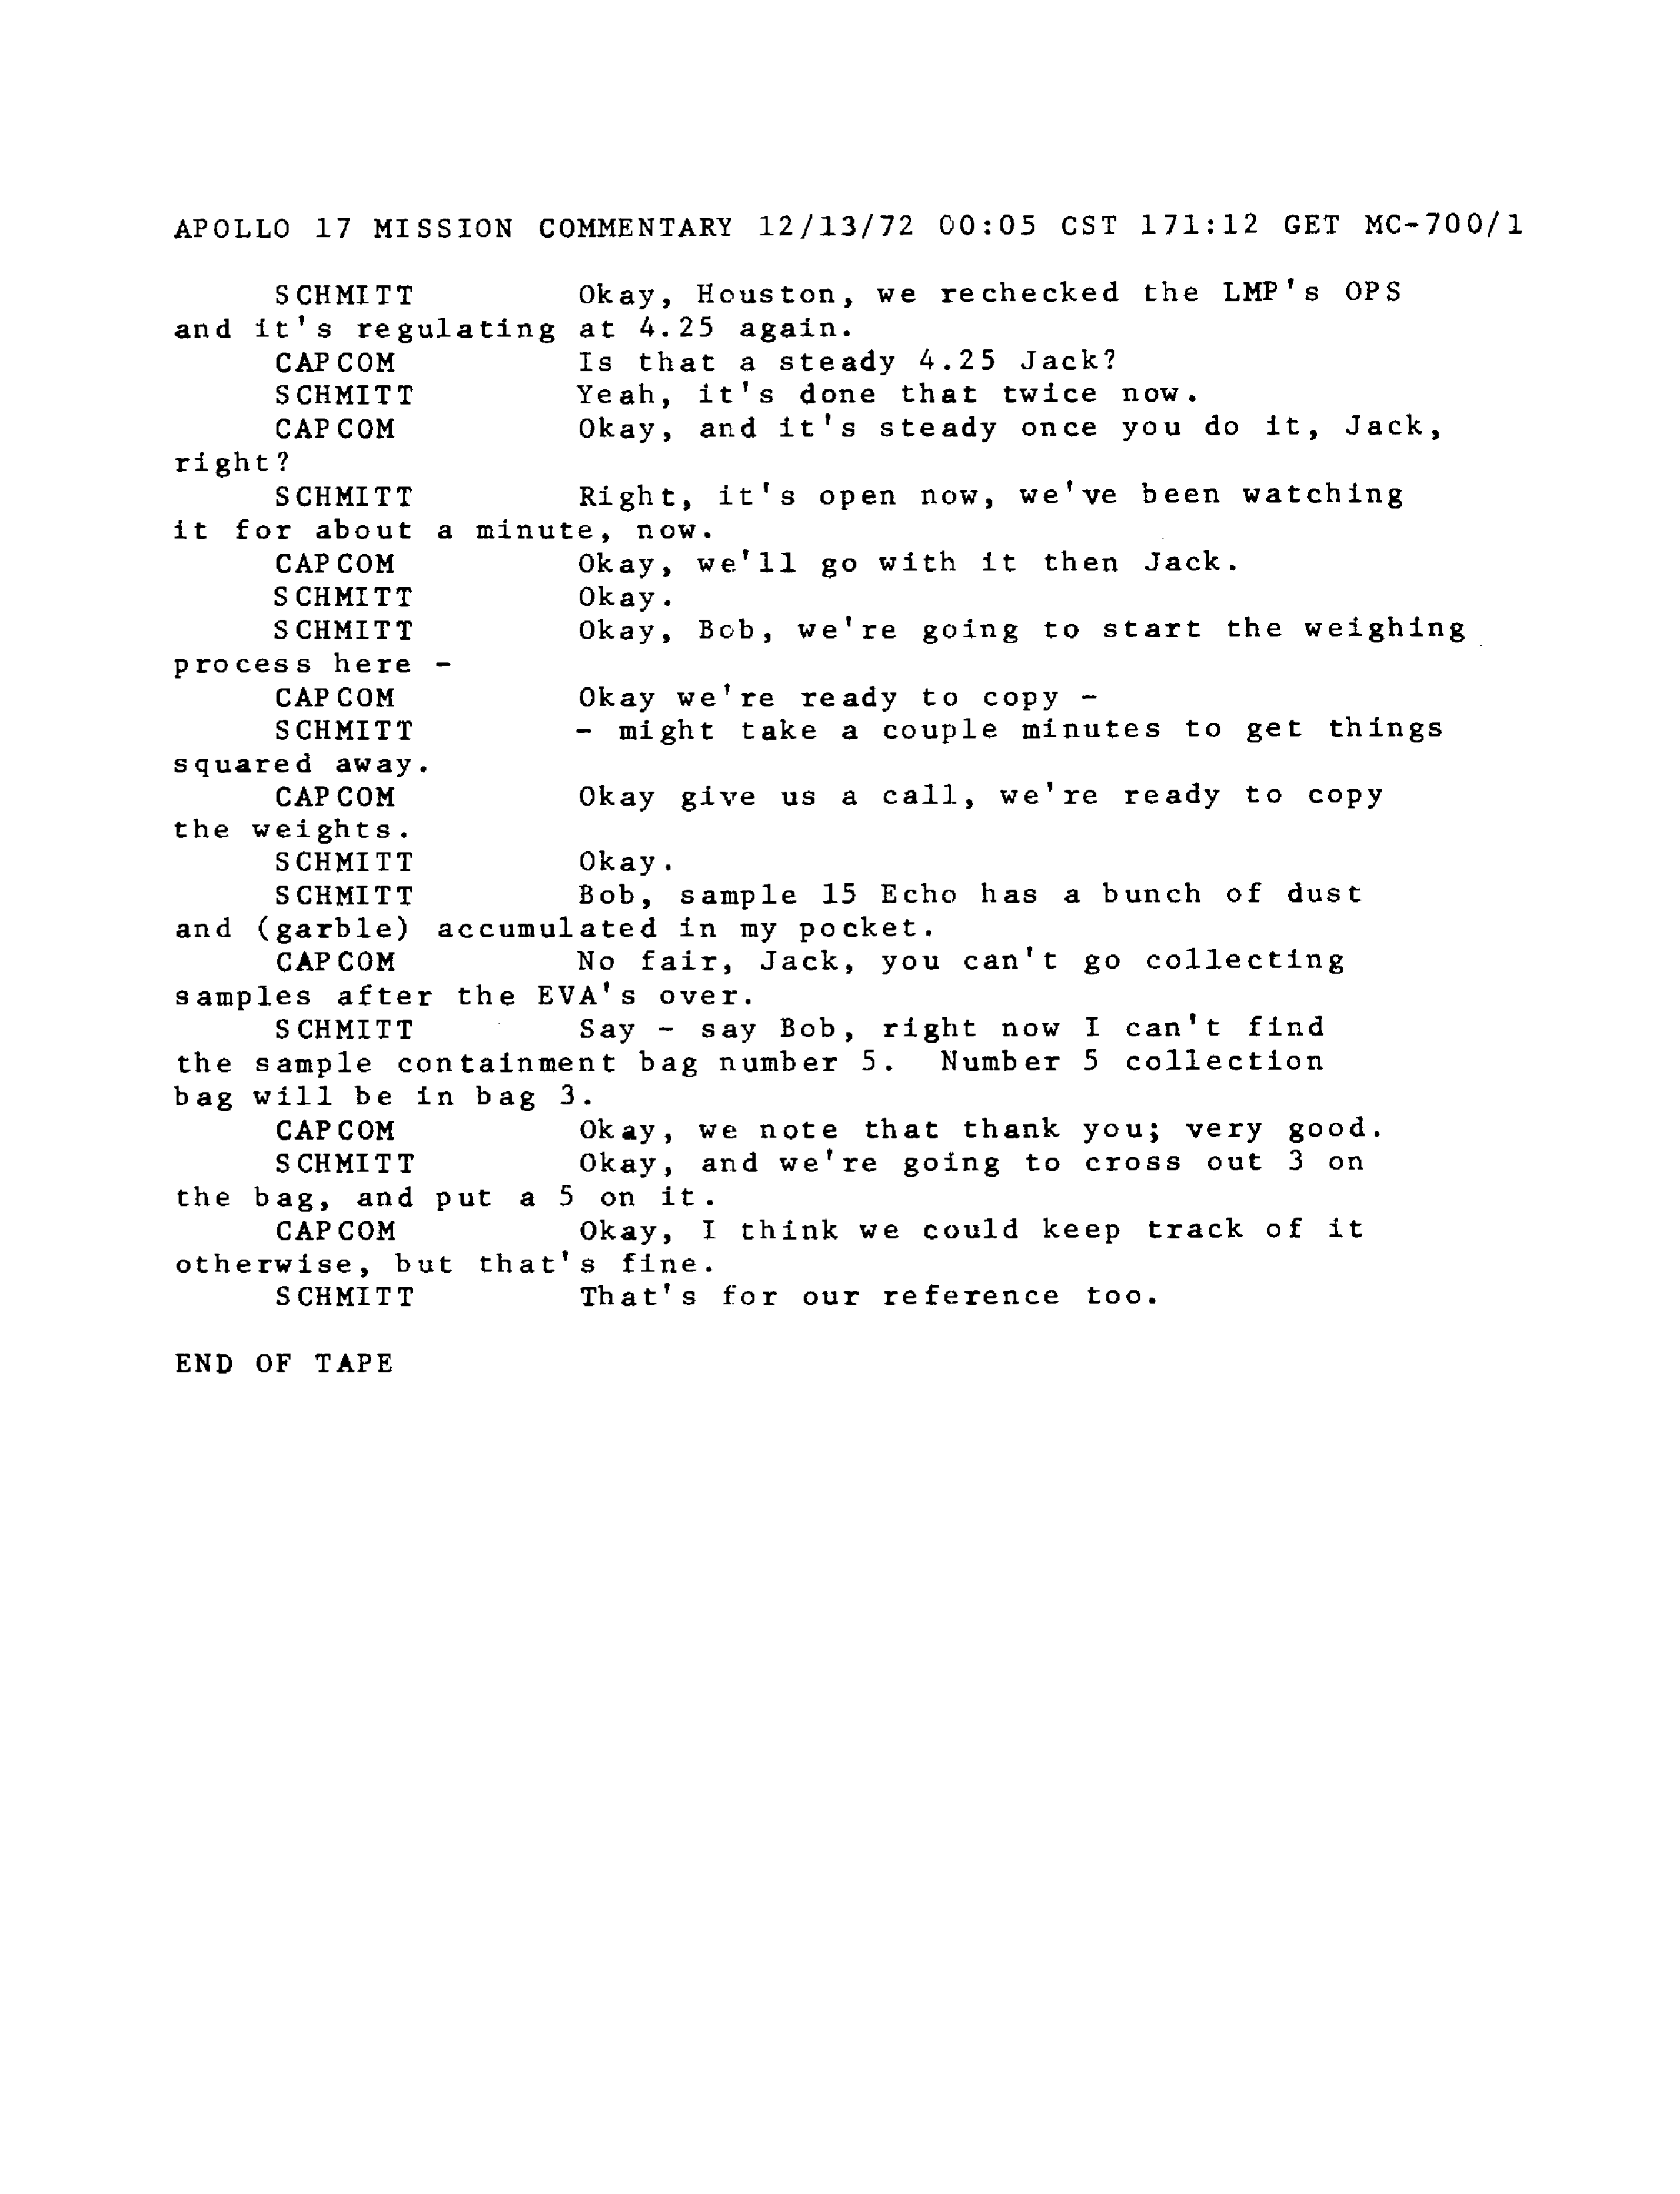 APOLLO 17 MISSION COMMENTARY 12/13/72 00:05 CST 171:12 GET MC-700/1
SCHMITT Okay, Houston, we rechecked the LMP's OPS
and it's regulating at 4.25 again.
CAPCOM Is that a steady 4.25 Jack?
SCHMITT Yeah, it's done that twice now.
CAPCOM Okay, and it's steady once you do it, Jack,
right?
SCHMITT Right, it's open now, we've been watching
it for about a minute, now.
CAPCOM Okay, we'll go with it then Jack.
SCHMITT Okay.
SCHMITT Okay, Bob, we're going to start the weighing
process here -
CAPCOM Okay we're ready to copy -
SCHMITT - might take a couple minutes to get things
squared away.
CAPCOM Okay give us a call, we're ready to copy
the weights.
SCHMITT Okay.
SCHMITT Bob, sample 15 Echo has a bunch of dust
and (garble) accumulated in my pocket.
CAPCOM No fair, Jack, you can't go collecting
samples after the EVA's over.
SCHMITT Say - say Bob, right now I can't find
the sample containment bag number 5. Number 5 collection
bag will be in bag 3.
CAPCOM Okay, we note that thank you; very good.
SCHMITT Okay, and we're going to cross out 3 on
the bag, and put a 5 on it.
CAPCOM Okay, I think we could keep track of it
otherwise, but that's fine.
SCHMITT That's for our reference too.
END OF TAPE